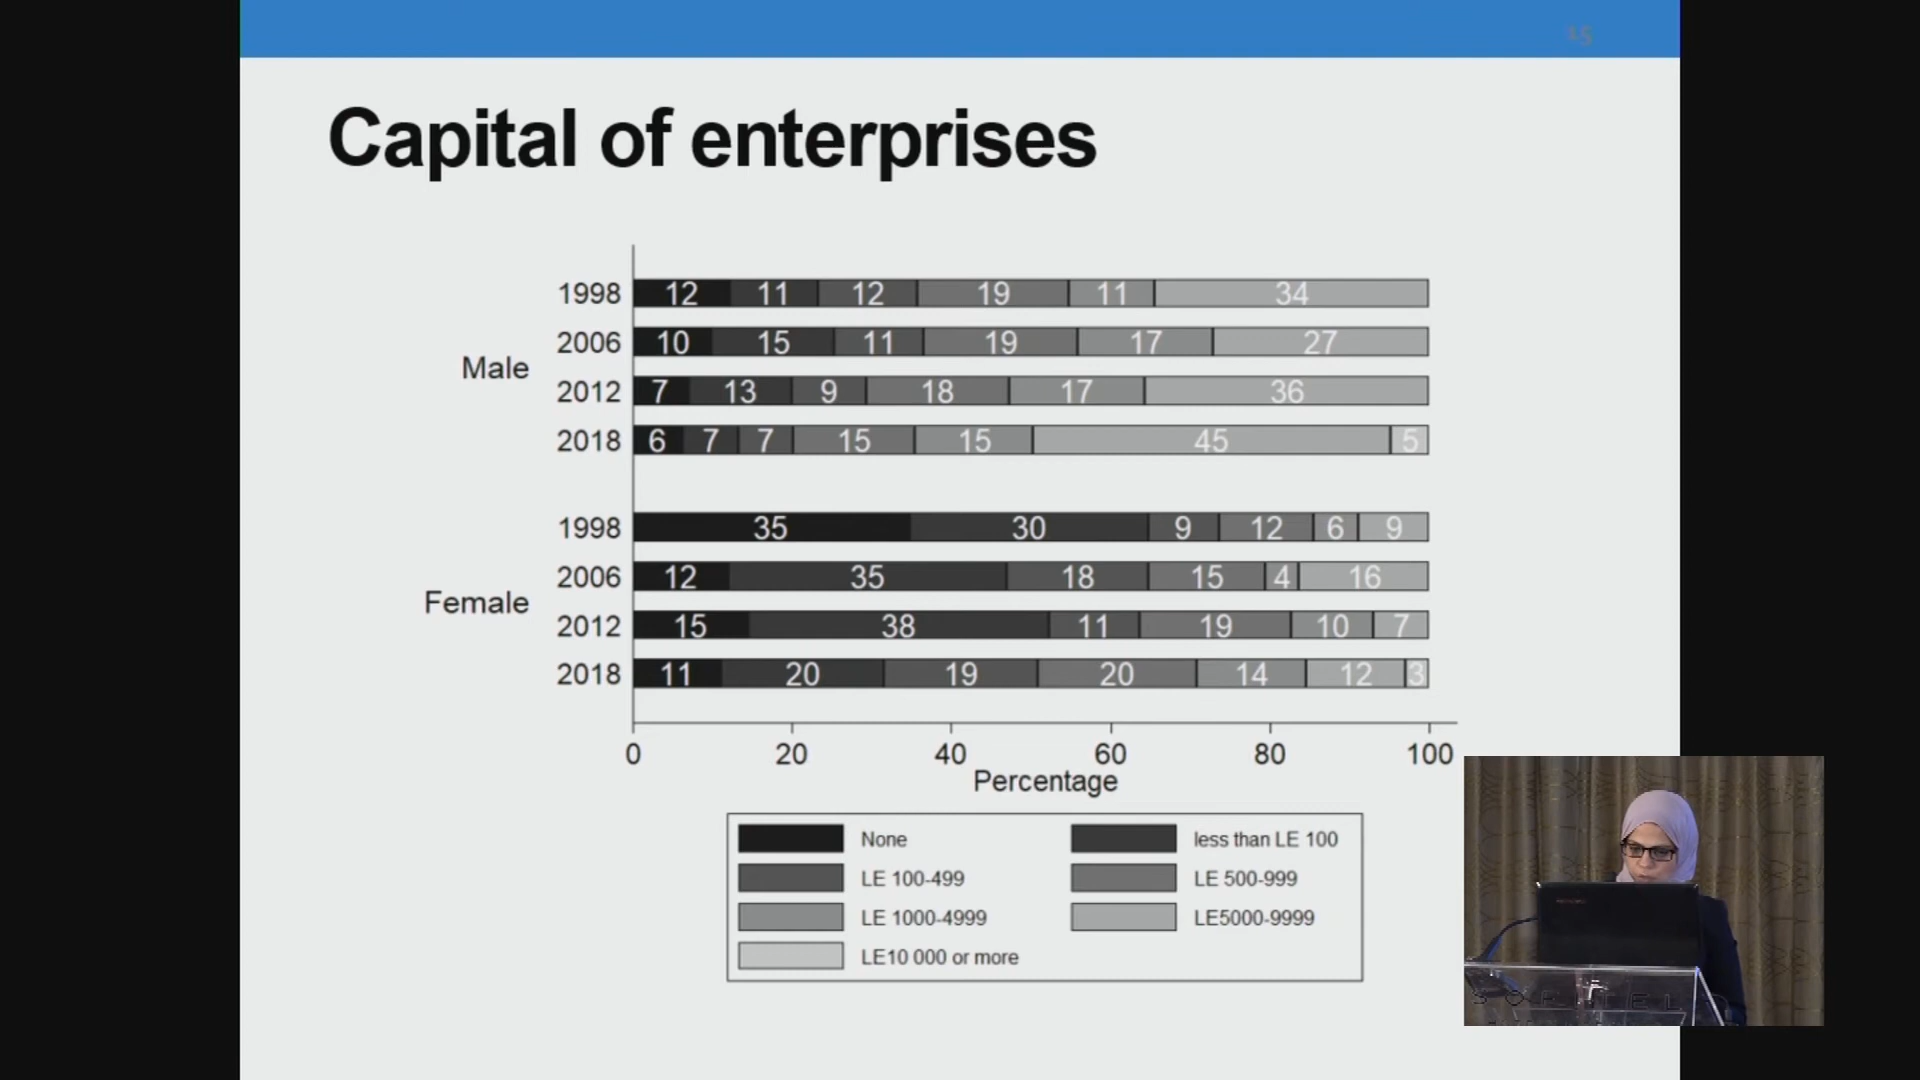 15
Capital of enterprises
Male
1998 12 11 12 19 11 34
2006 10 15 11 19 17 27
2012 7 13 9 18 17 36
2018 6 7 7 15 15 45 5
Female
1998 35 30 9 12 6 9
2006 12 35 18 15 4 16
2012 15 38 11 19 10 7
2018 11 20 19 20 14 12 3
0 20 40 60 80 100
Percentage
None less than LE 100
LE 100-499 LE 500-999
LE 1000-4999 LE5000-9999
LE10 000 or more
SOFITEL